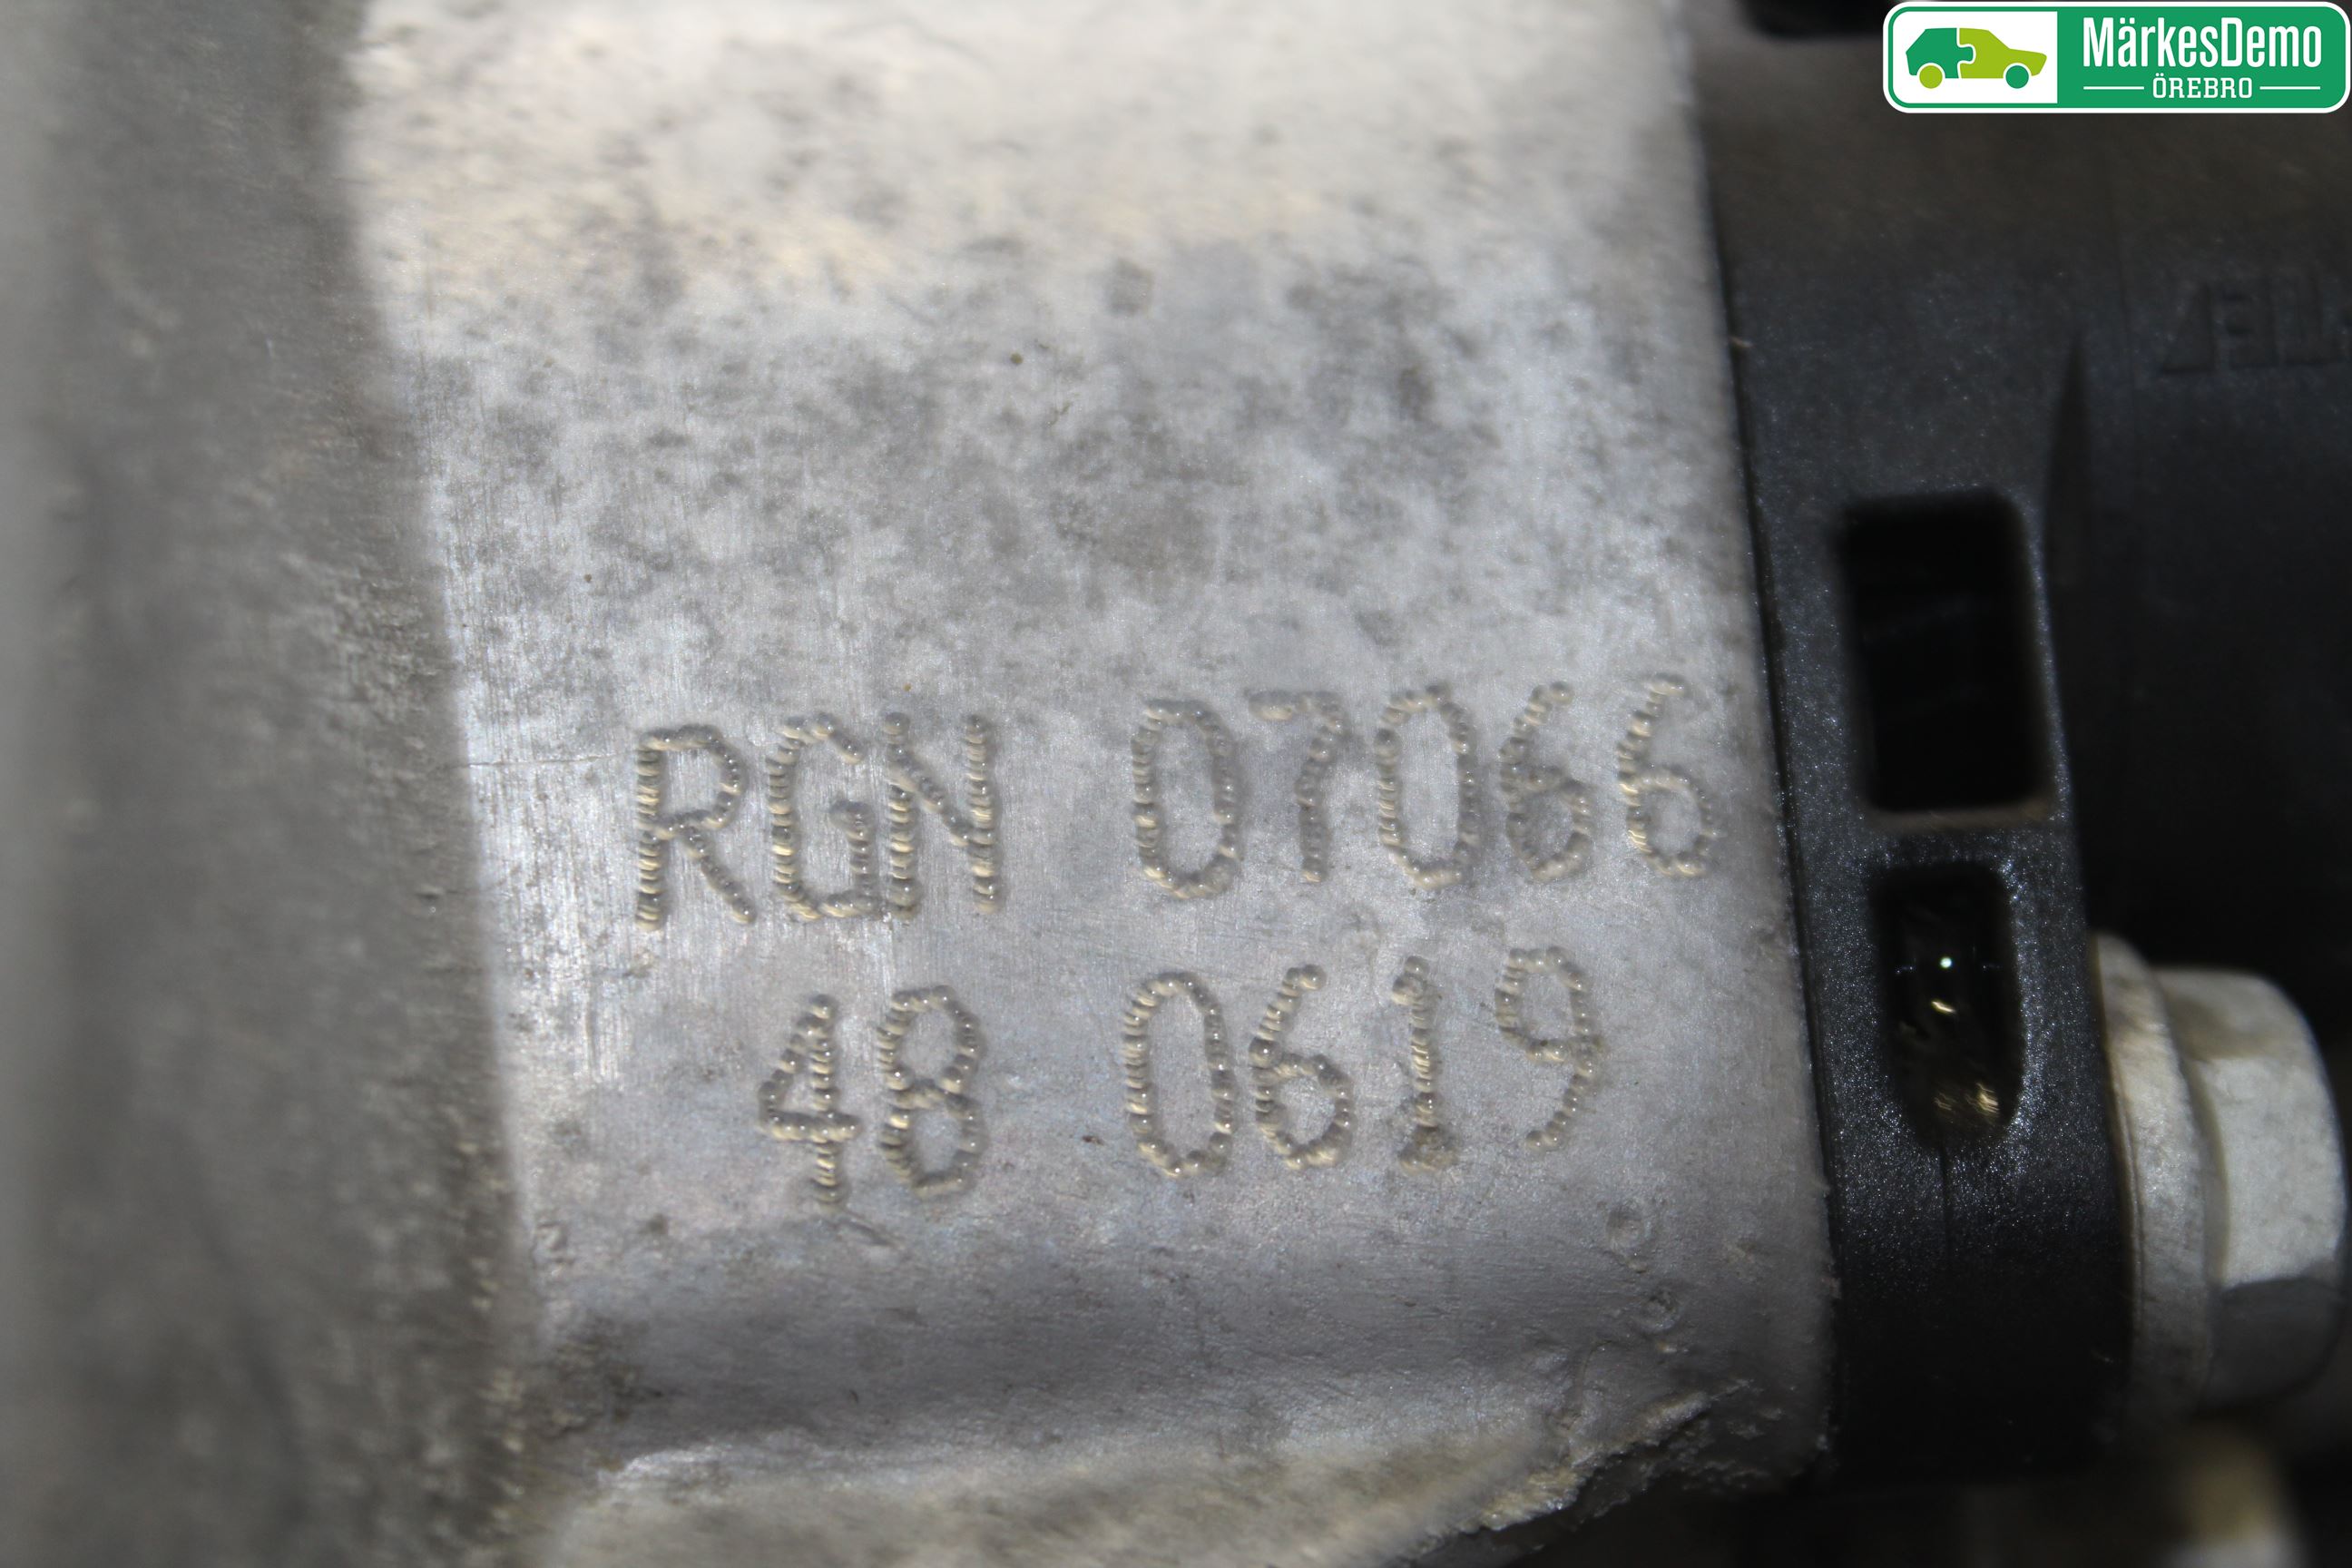 MärkesDemo
ÖREBRO
RGN 07066
48 0619